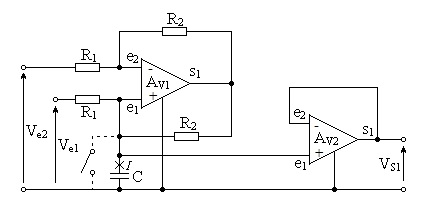 R2
R1
e2
-
AV1
+
s1
e1
R1
Ve2
Ve1
R2
I
C
e2
-
AV2
+
s1
e1
VS1